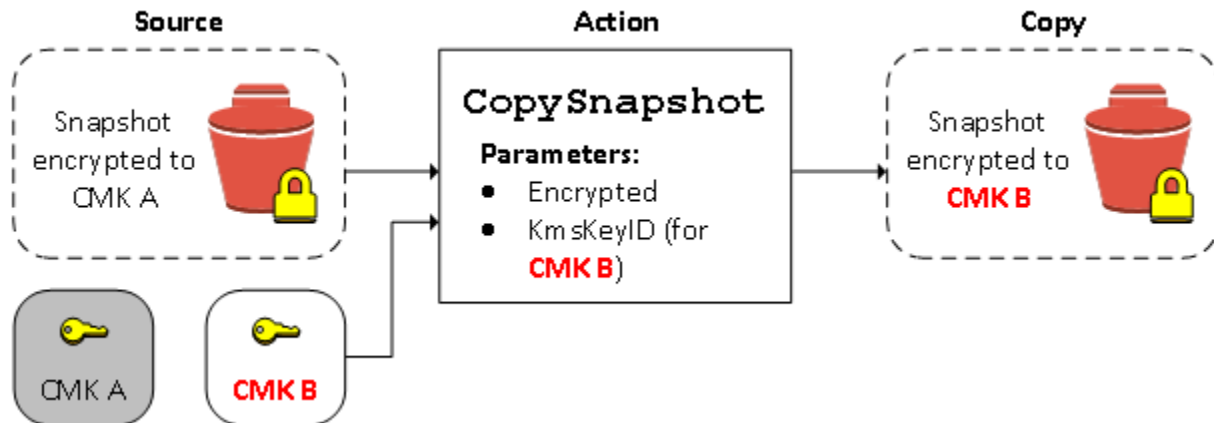 Source
Action
Copy
Snapshot
encrypted to
CMK A
CopySnapshot
Parameters:
● Encrypted
● KmsKeyID (for
CMK B)
Snapshot
encrypted to
CMK B
CMK A
CMK B